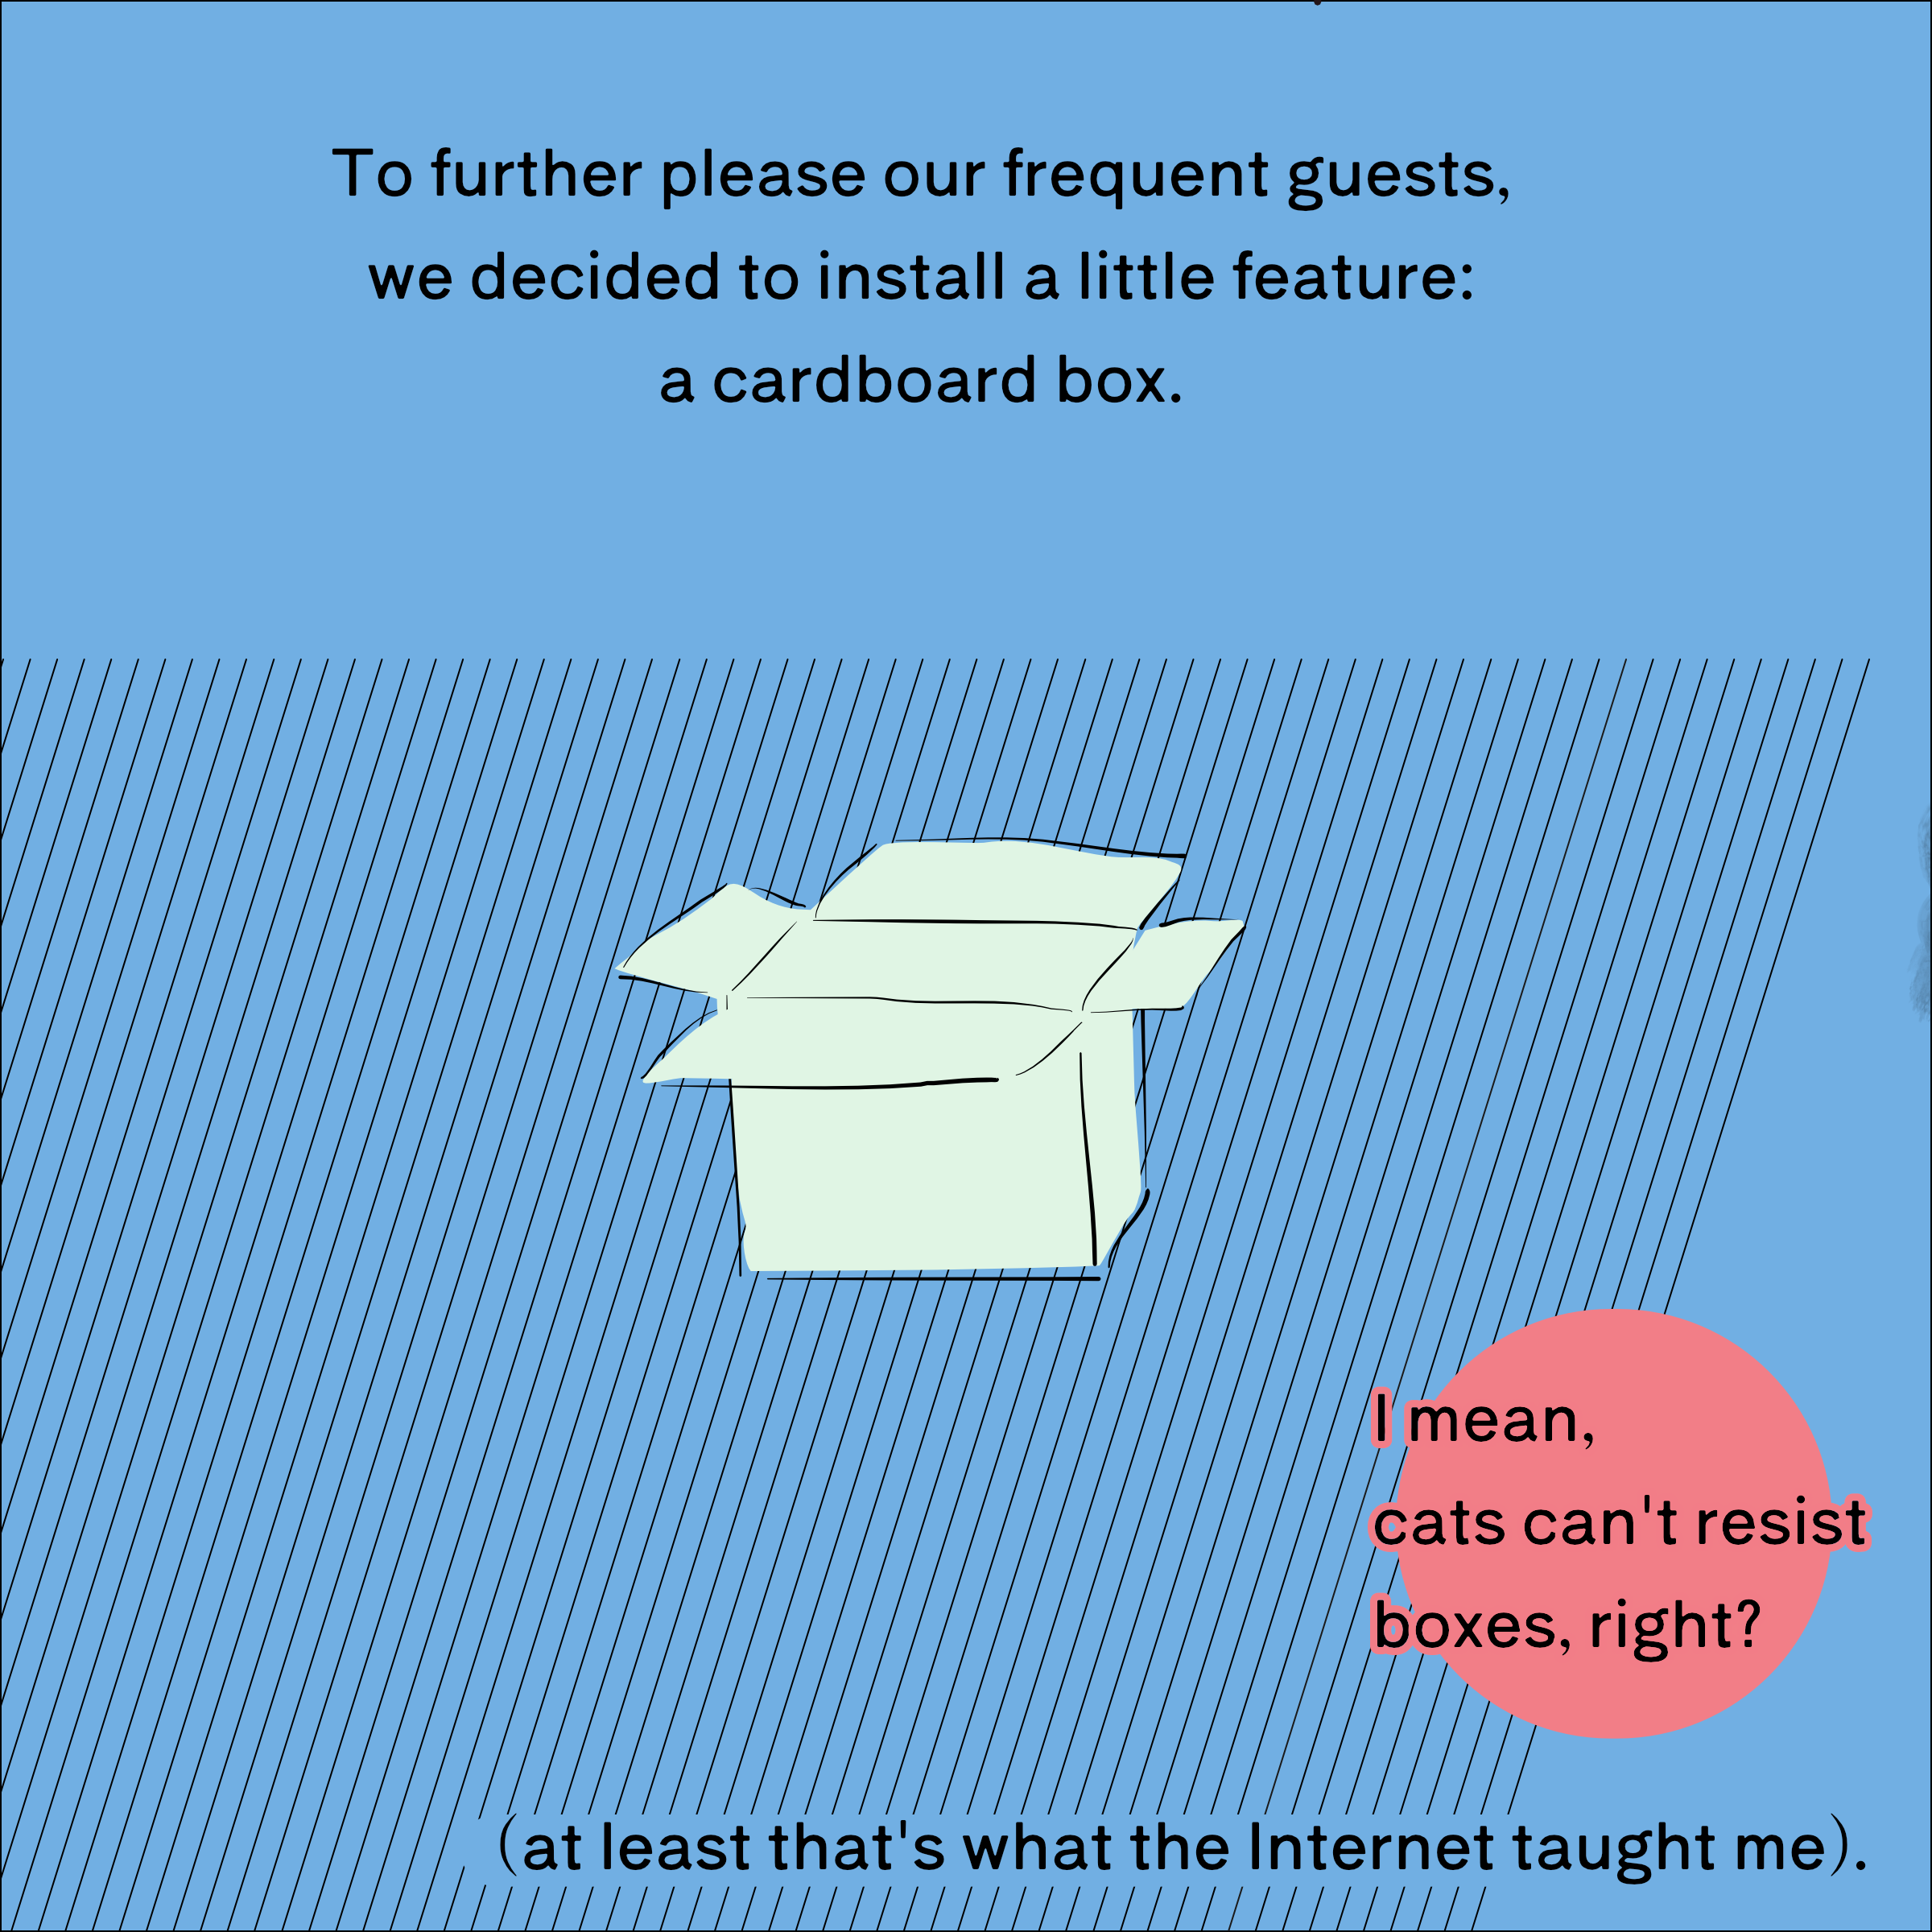 To further please our frequent guests,
we decided to install a little feature:
a cardboard box.
I mean,
cats can't resist
boxes, right?
(at least that's what the Internet taught me).